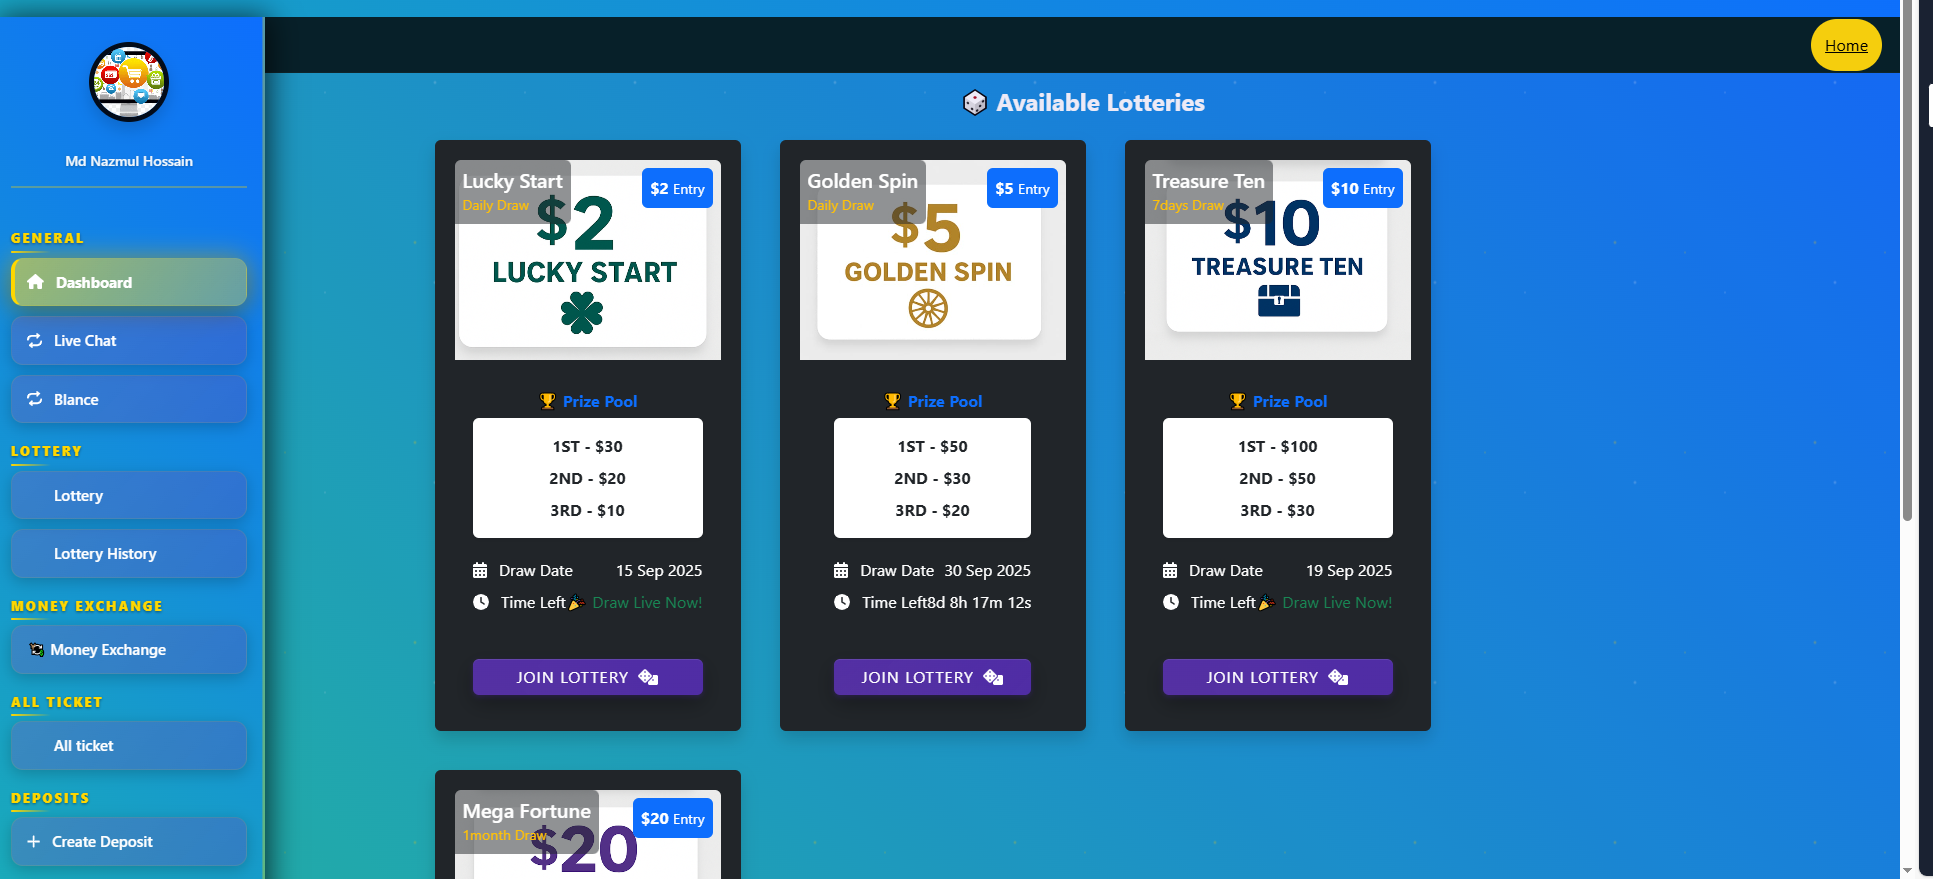 Home
Md Nazmul Hossain
GENERAL
Dashboard
Live Chat
Blance
LOTTERY
Lottery
Lottery History
MONEY EXCHANGE
Money Exchange
ALL TICKET
All ticket
DEPOSITS
Create Deposit
Available Lotteries
Lucky Start
Daily Draw
$2 Entry
$2
LUCKY START
Prize Pool
1ST - $30
2ND - $20
3RD - $10
Draw Date 15 Sep 2025
Time Left Draw Live Now!
JOIN LOTTERY
Golden Spin
Daily Draw
$5 Entry
$5
GOLDEN SPIN
Prize Pool
1ST - $50
2ND - $30
3RD - $20
Draw Date 30 Sep 2025
Time Left8d 8h 17m 12s
JOIN LOTTERY
Treasure Ten
7days Draw
$10 Entry
$10
TREASURE TEN
Prize Pool
1ST - $100
2ND - $50
3RD - $30
Draw Date 19 Sep 2025
Time Left Draw Live Now!
JOIN LOTTERY
Mega Fortune
1month Draw
$20 Entry
$20